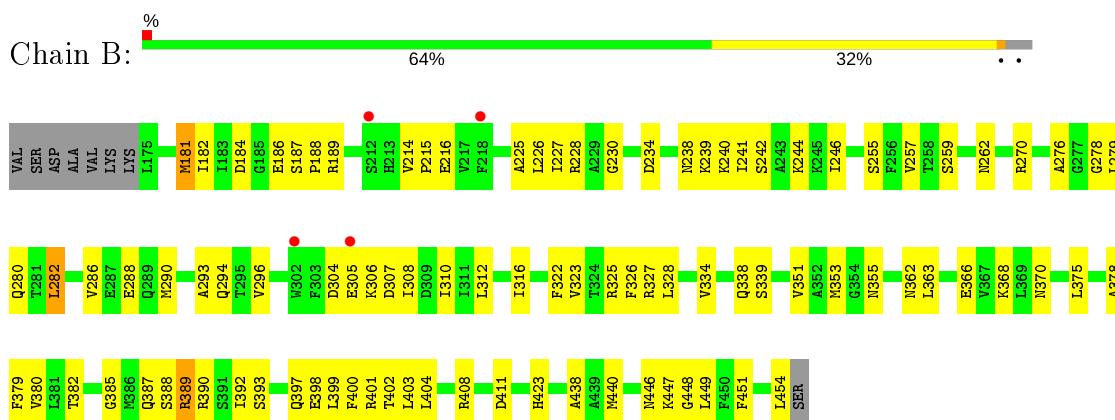 %
Chain B:
64% 32% • •
VAL SER ASP ALA VAL LYS LYS L175 M181 I182 I183 D184 G185 E186 S187 P188 R189 S212 H213 V214 P215 E216 V217 F218 A225 L226 I227 R228 A229 G230 D234 N238 K239 K240 I241 S242 A243 K244 K245 I246 S255 F256 V257 T258 S259 N262 R270 A276 G277 G278 L279
Q280 T281 L282 V286 E287 E288 Q289 M290 A293 Q294 T295 V296 W302 F303 D304 E305 K306 D307 I308 D309 I310 I311 L312 I316 F322 V323 T324 R325 F326 R327 L328 V334 Q338 S339 V351 A352 M353 G354 N355 N362 L363 E366 V367 K368 L369 N370 L375 A378
F379 V380 L381 T382 G385 M386 Q387 S388 R389 R390 S391 I392 S393 Q397 E398 L399 F400 R401 T402 L403 L404 R408 D411 H423 A438 A439 M440 N446 K447 G448 L449 F450 F451 L454 SER